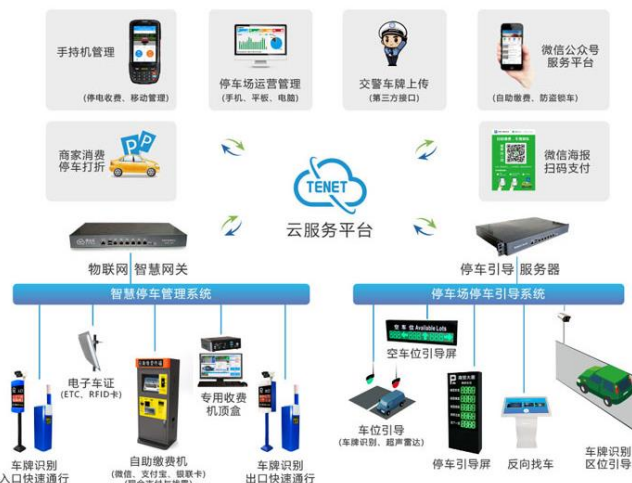 手持机管理
(停电收费、移动管理)
停车场运营管理
(手机、平板、电脑)
交警车牌上传
(第三方接口)
微信公众号
服务平台
(自助缴费、防盗锁车)
商家消费
停车打折
P P
TENET
云服务平台
微信海报
扫码支付
物联网 智慧网关
停车引导 服务器
智慧停车管理系统
停车场停车引导系统
电子车证
(ETC、RFID卡)
专用收费
机顶盒
车牌识别
入口快速通行
自助缴费机
(微信、支付宝、银联卡)
车牌识别
出口快速通行
空车位 Available Lots
空车位引导屏
车位引导
(车牌识别、超声雷达)
P
停车引导屏
反向找车
车牌识别
区位引导